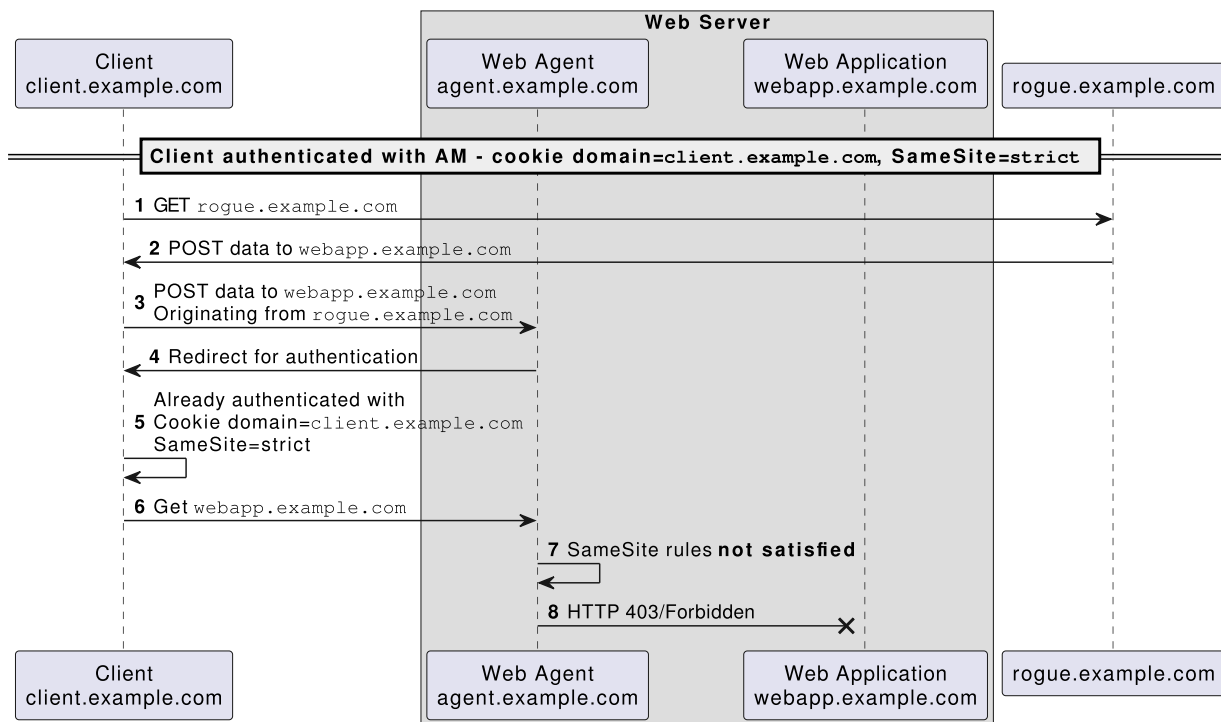 Web Server
Client
client.example.com
Web Agent
agent.example.com
Web Application
webapp.example.com
rogue.example.com
Client authenticated with AM - cookie domain=client.example.com, SameSite=strict
1 GET rogue.example.com
2 POST data to webapp.example.com
3 POST data to webapp.example.com
Originating from rogue.example.com
4 Redirect for authentication
Already authenticated with
5 Cookie domain=client.example.com
SameSite=strict
6 Get webapp.example.com
7 SameSite rules not satisfied
8 HTTP 403/Forbidden
Client
client.example.com
Web Agent
agent.example.com
Web Application
webapp.example.com
rogue.example.com